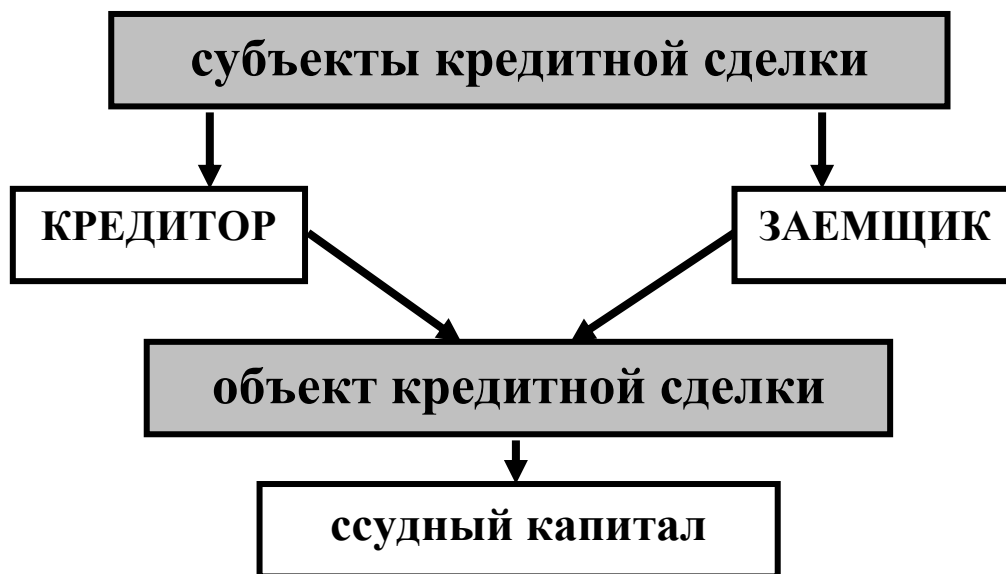 субъекты кредитной сделки
КРЕДИТОР
ЗАЕМЩИК
объект кредитной сделки
ссудный капитал